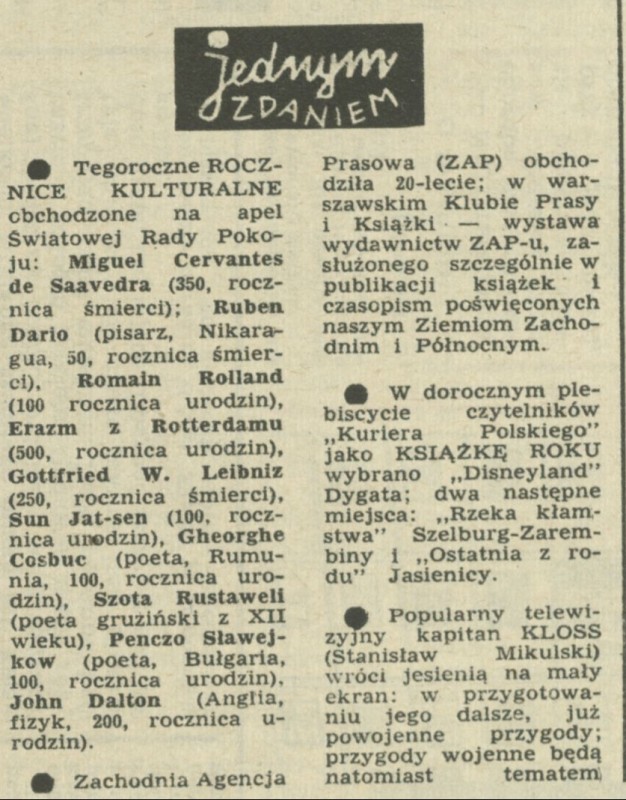 jednym
ZDANIEM
● Tegoroczne ROCZ-
NICE KULTURALNE
obchodzone na apel
Światowej Rady Poko-
ju: Miguel Cervantes
de Saavedra (350, rocz-
nica śmierci); Ruben
Dario (pisarz, Nikara-
gua, 50, rocznica śmier-
ci), Romain Rolland
(100 rocznica urodzin),
Erazm z Rotterdamu
(500, rocznica urodzin),
Gottfried W. Leibniz
(250, rocznica śmierci),
Sun Jat-sen (100, rocz-
nica urodzin), Gheorghe
Cosbuc (poeta, Rumu-
nia, 100, rocznica uro-
dzin), Szota Rustaweli
(poeta gruziński z XII
wieku), Penczo Sławej-
kow (poeta, Bułgaria,
100, rocznica urodzin),
John Dalton (Anglia,
fizyk, 200, rocznica u-
rodzin).
● Zachodnia Agencja
Prasowa (ZAP) obcho-
dziła 20-lecie; w war-
szawskim Klubie Prasy
i Książki — wystawa
wydawnictw ZAP-u, za-
służonego szczególnie w
publikacji książek i
czasopism poświęconych
naszym Ziemiom Zacho-
dnim i Północnym.
● W dorocznym ple-
biscycie czytelników
„Kuriera Polskiego”
jako KSIĄŻKĘ ROKU
wybrano „Disneyland”
Dygata; dwa następne
miejsca: „Rzeka kłam-
stwa” Szelburg-Zarem-
biny i „Ostatnia z ro-
du” Jasienicy.
● Popularny telewi-
zyjny kapitan KLOSS
(Stanisław Mikulski)
wróci jesienią na mały
ekran: w przygotowa-
niu jego dalsze, już
powojenne przygody;
przygody wojenne będą
natomiast tematem